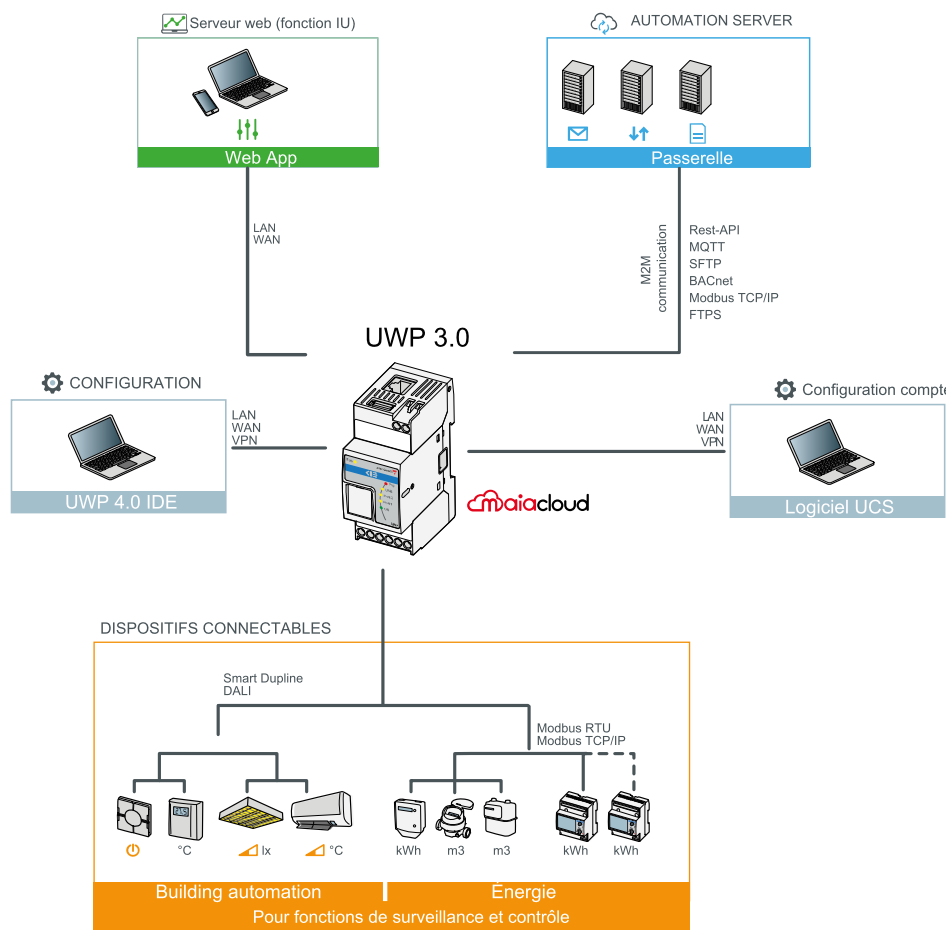 Serveur web (fonction IU)
AUTOMATION SERVER
Web App
Passerelle
LAN
WAN
M2M
communication
Rest-API
MQTT
SFTP
BACnet
Modbus TCP/IP
FTPS
UWP 3.0
CONFIGURATION
LAN
WAN
VPN
UWP 4.0 IDE
LAN
WAN
VPN
Configuration compte
Logiciel UCS
maiacloud
DISPOSITIFS CONNECTABLES
Smart Dupline
DALI
Modbus RTU
Modbus TCP/IP
°C
lx
°C
kWh
m3
m3
kWh
kWh
Building automation
Énergie
Pour fonctions de surveillance et contrôle